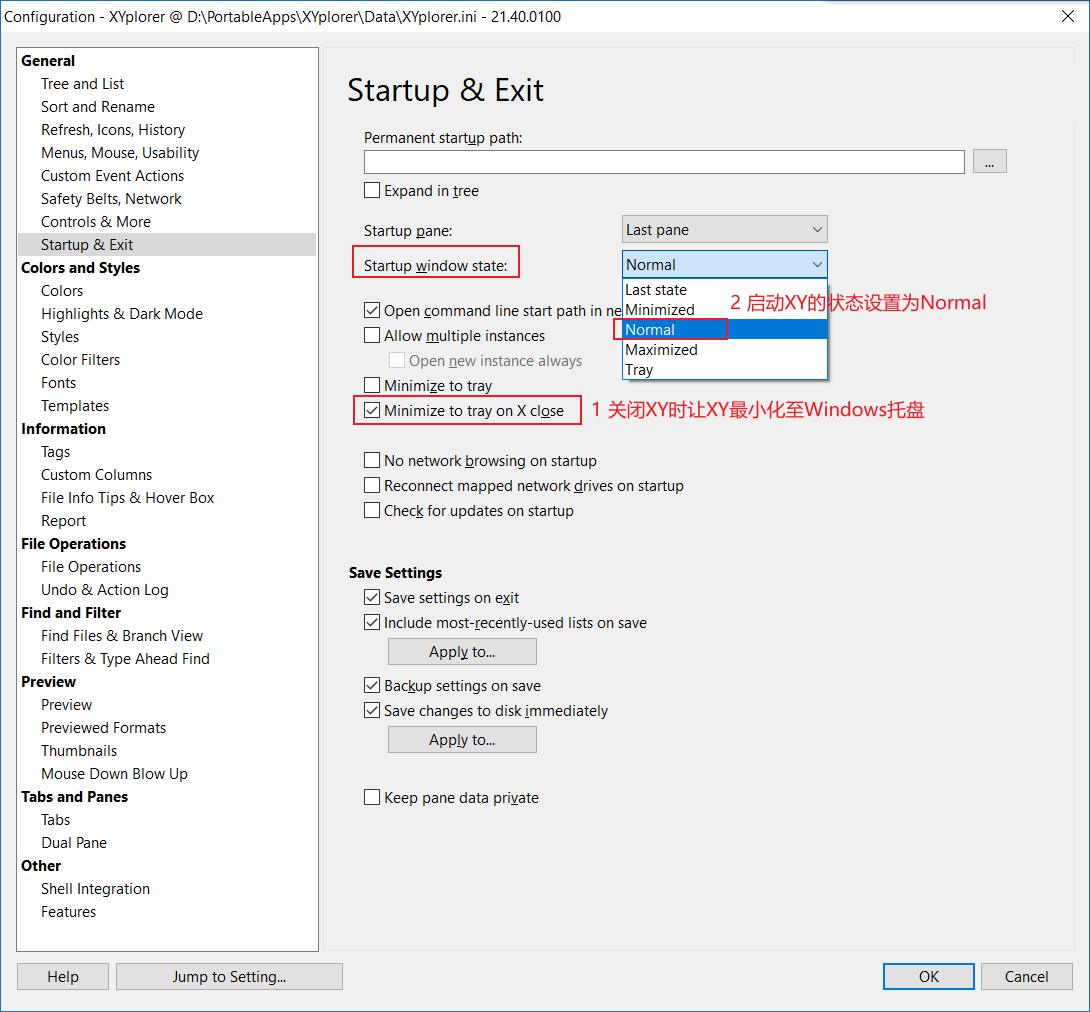 Configuration - XYplorer @ D:\PortableApps\XYplorer\Data\XYplorer.ini - 21.40.0100
General
Tree and List
Sort and Rename
Refresh, Icons, History
Menus, Mouse, Usability
Custom Event Actions
Safety Belts, Network
Controls & More
Startup & Exit
Colors and Styles
Colors
Highlights & Dark Mode
Styles
Color Filters
Fonts
Templates
Information
Tags
Custom Columns
File Info Tips & Hover Box
Report
File Operations
File Operations
Undo & Action Log
Find and Filter
Find Files & Branch View
Filters & Type Ahead Find
Preview
Preview
Previewed Formats
Thumbnails
Mouse Down Blow Up
Tabs and Panes
Tabs
Dual Pane
Other
Shell Integration
Features
Startup & Exit
Permanent startup path:
...
Expand in tree
Startup pane:
Last pane
Startup window state:
Normal
Last state
Minimized
Normal
Maximized
Tray
2 启动XY的状态设置为Normal
Open command line start path in ne
Allow multiple instances
Open new instance always
Minimize to tray
Minimize to tray on X close
1 关闭XY时让XY最小化至Windows托盘
No network browsing on startup
Reconnect mapped network drives on startup
Check for updates on startup
Save Settings
Save settings on exit
Include most-recently-used lists on save
Apply to...
Backup settings on save
Save changes to disk immediately
Apply to...
Keep pane data private
Help
Jump to Setting...
OK
Cancel